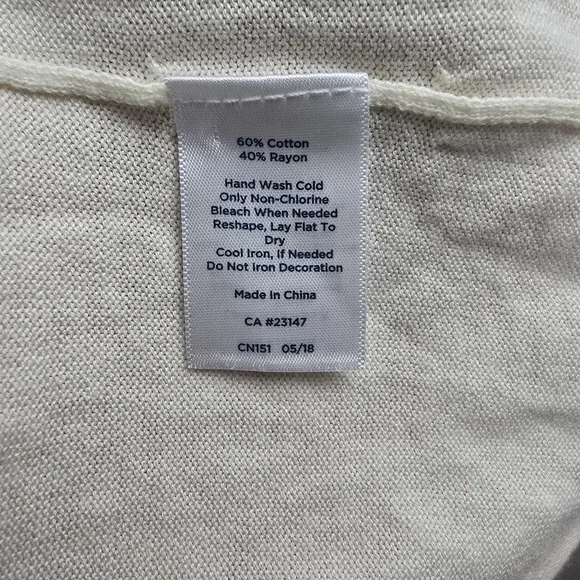 60% Cotton
40% Rayon
Hand Wash Cold
Only Non-Chlorine
Bleach When Needed
Reshape, Lay Flat To
Dry
Cool Iron, If Needed
Do Not Iron Decoration
Made in China
CA #23147
CN151 05/18